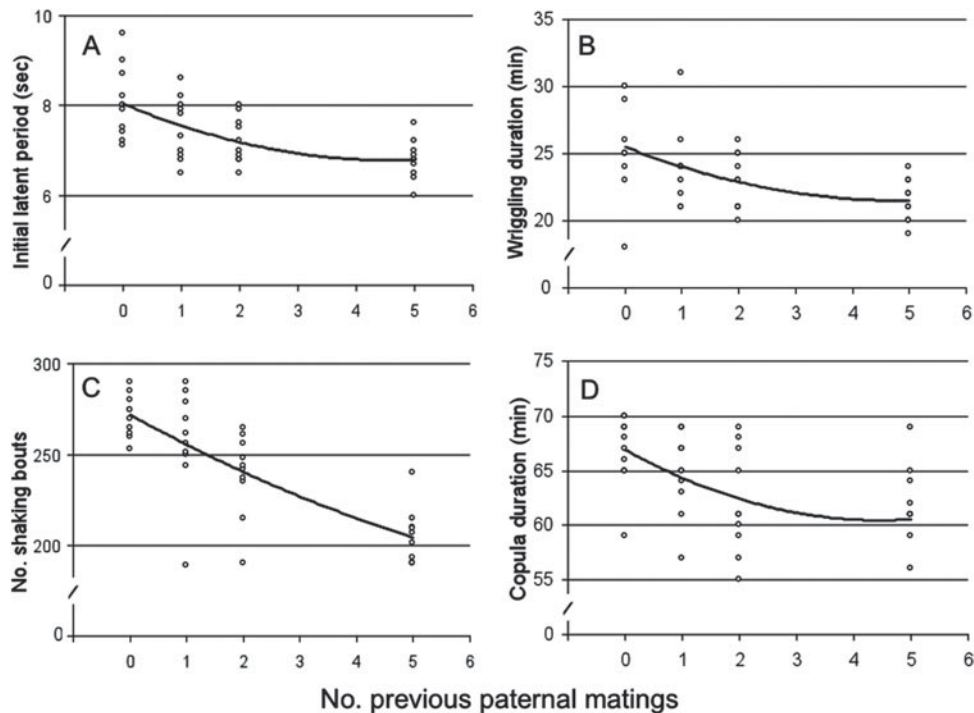 A
Initial latent period (sec)
10
8
6
0
0 1 2 3 4 5 6
B
Wriggling duration (min)
35
30
25
20
0
0 1 2 3 4 5 6
C
No. shaking bouts
300
250
200
0
0 1 2 3 4 5 6
D
Copula duration (min)
75
70
65
60
55
0
0 1 2 3 4 5 6
No. previous paternal matings